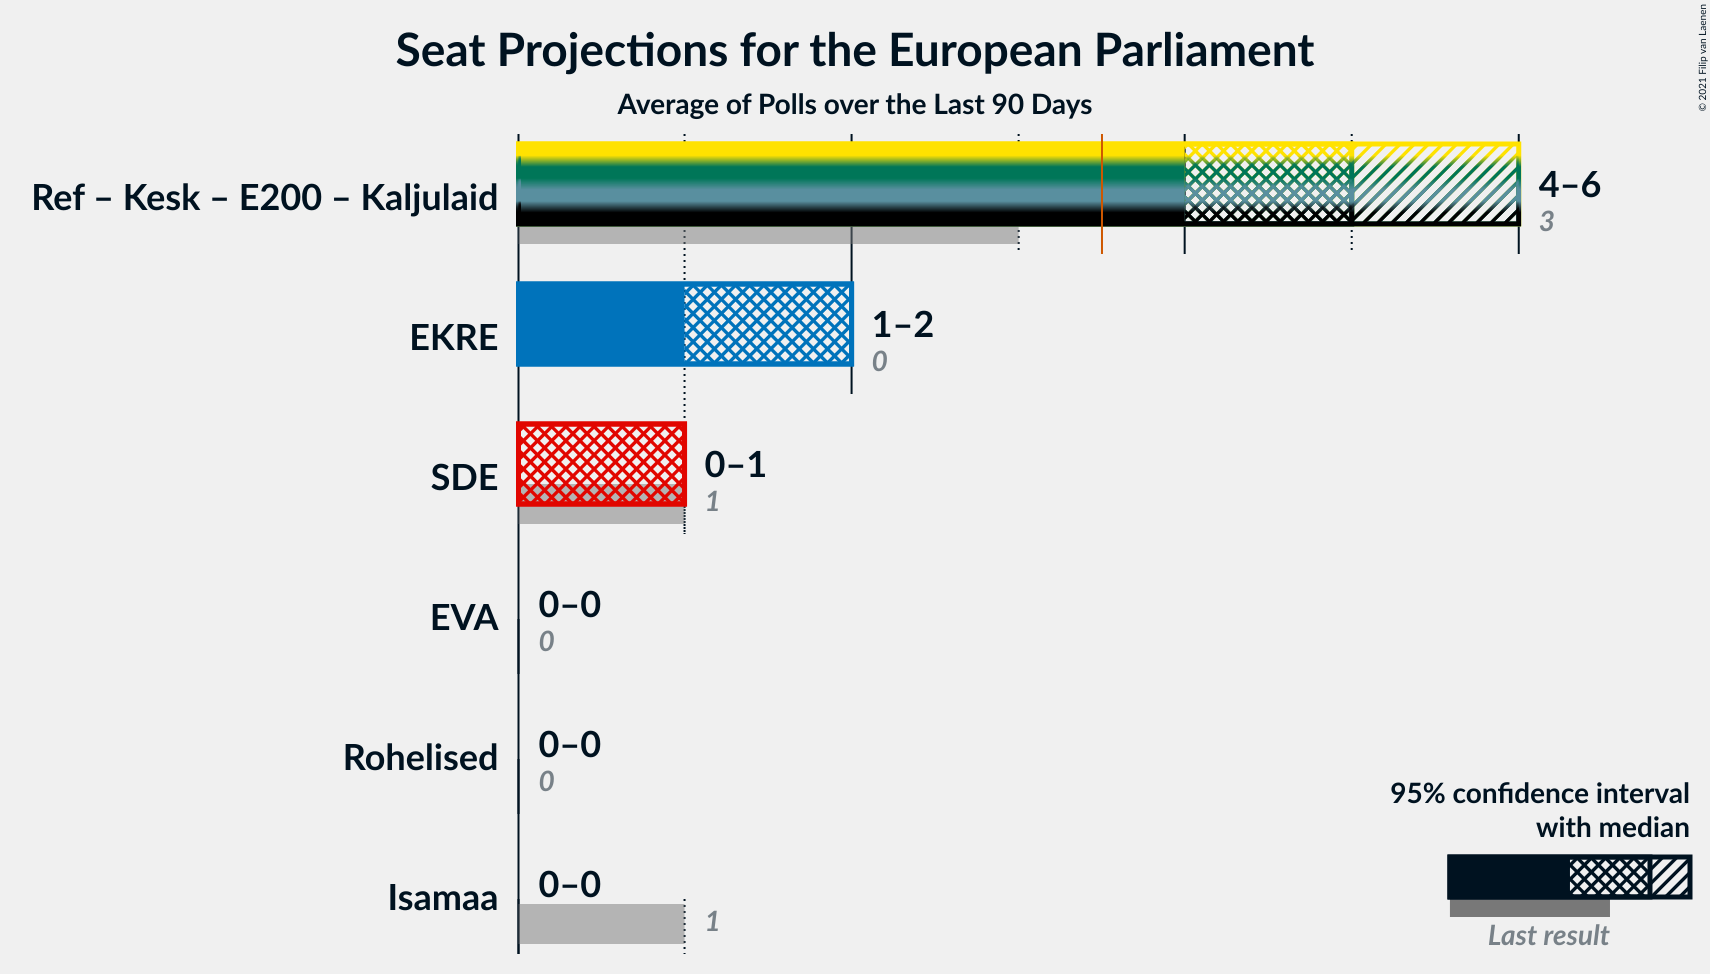 Seat Projections for the European Parliament
Average of Polls over the Last 90 Days
© 2021 Filip van Laenen
Ref – Kesk – E200 – Kaljulaid
4–6
3
EKRE
1–2
0
SDE
0–1
1
EVA
0–0
0
Rohelised
0–0
0
Isamaa
0–0
1
95% confidence interval
with median
Last result